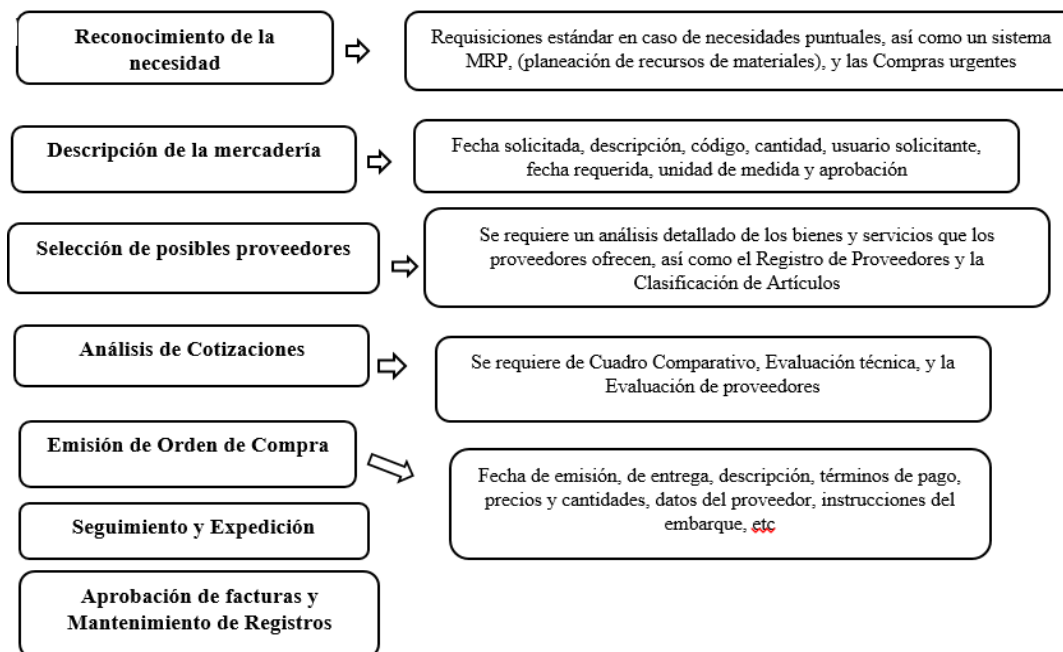 Reconocimiento de la
necesidad
Requisiciones estándar en caso de necesidades puntuales, así como un sistema
MRP, (planeación de recursos de materiales), y las Compras urgentes
Descripción de la mercadería
Fecha solicitada, descripción, código, cantidad, usuario solicitante,
fecha requerida, unidad de medida y aprobación
Selección de posibles proveedores
Se requiere un análisis detallado de los bienes y servicios que los
proveedores ofrecen, así como el Registro de Proveedores y la
Clasificación de Artículos
Análisis de Cotizaciones
Se requiere de Cuadro Comparativo, Evaluación técnica, y la
Evaluación de proveedores
Emisión de Orden de Compra
Fecha de emisión, de entrega, descripción, términos de pago,
precios y cantidades, datos del proveedor, instrucciones del
embarque, etc
Seguimiento y Expedición
Aprobación de facturas y
Mantenimiento de Registros